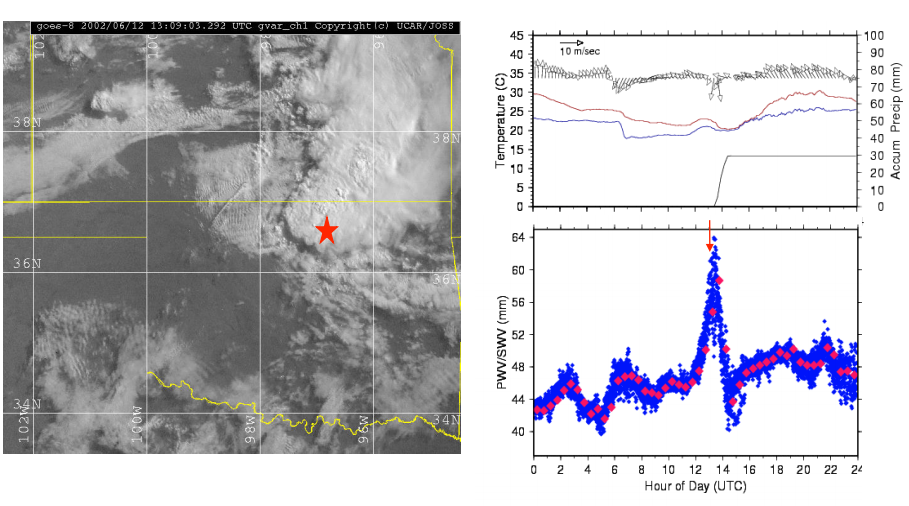 goes-8 2002/06/12 13:09:03.292 UTC gvar_ch1 Copyright(c) UCAR/JOSS
38N 38N
36N 36N
34N 34N
102W 100W 98W 96W
10 m/sec
Temperature (C)
45
40
35
30
25
20
15
10
5
0
Accum Precip (mm)
100
90
80
70
60
50
40
30
20
10
0
PWV/SWV (mm)
64
60
56
52
48
44
40
0 2 4 6 8 10 12 14 16 18 20 22 24
Hour of Day (UTC)